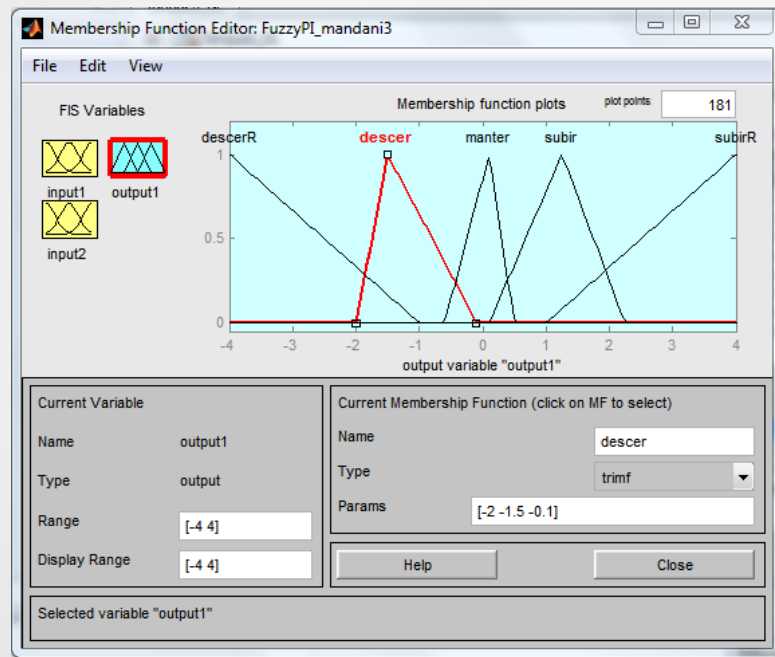 Membership Function Editor: FuzzyPI_mandani3
File Edit View
FIS Variables
Membership function plots
plot points:
181
input1
output1
input2
descerR
descer
manter
subir
subirR
1
0.5
0
-4 -3 -2 -1 0 1 2 3 4
output variable "output1"
Current Variable
Name output1
Type output
Range [-4 4]
Display Range [-4 4]
Current Membership Function (click on MF to select)
Name descer
Type trimf
Params [-2 -1.5 -0.1]
Help Close
Selected variable "output1"